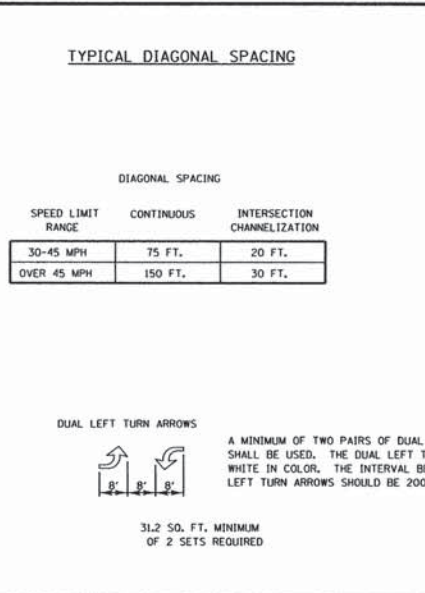 TYPICAL DIAGONAL SPACING
DIAGONAL SPACING
SPEED LIMIT RANGE CONTINUOUS INTERSECTION CHANNELIZATION
30-45 MPH 75 FT. 20 FT.
OVER 45 MPH 150 FT. 30 FT.
DUAL LEFT TURN ARROWS
8' 8' 8'
A MINIMUM OF TWO PAIRS OF DUAL
SHALL BE USED. THE DUAL LEFT T
WHITE IN COLOR. THE INTERVAL BE
LEFT TURN ARROWS SHOULD BE 200
31.2 SQ. FT. MINIMUM
OF 2 SETS REQUIRED